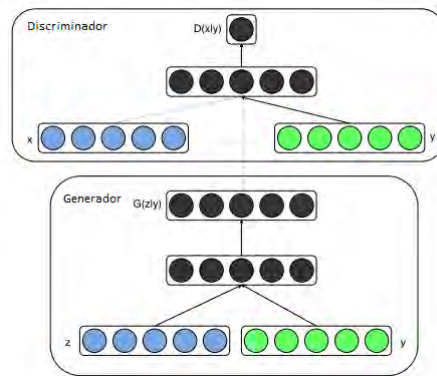 Discriminador
D(x|y)
x
y
Generador
G(z|y)
z
y